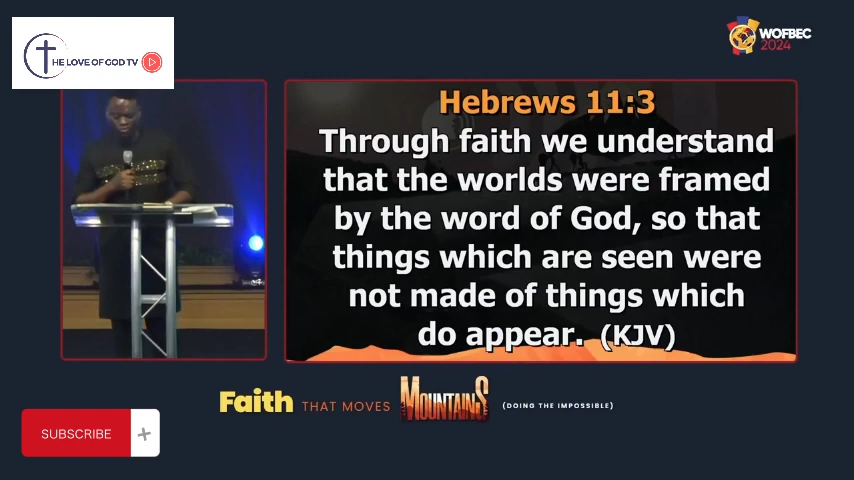 THE LOVE OF GOD TV
WOFBEC
2024
Hebrews 11:3
Through faith we understand
that the worlds were framed
by the word of God, so that
things which are seen were
not made of things which
do appear. (KJV)
Faith THAT MOVES MOUNTAINS (DOING THE IMPOSSIBLE)
SUBSCRIBE +